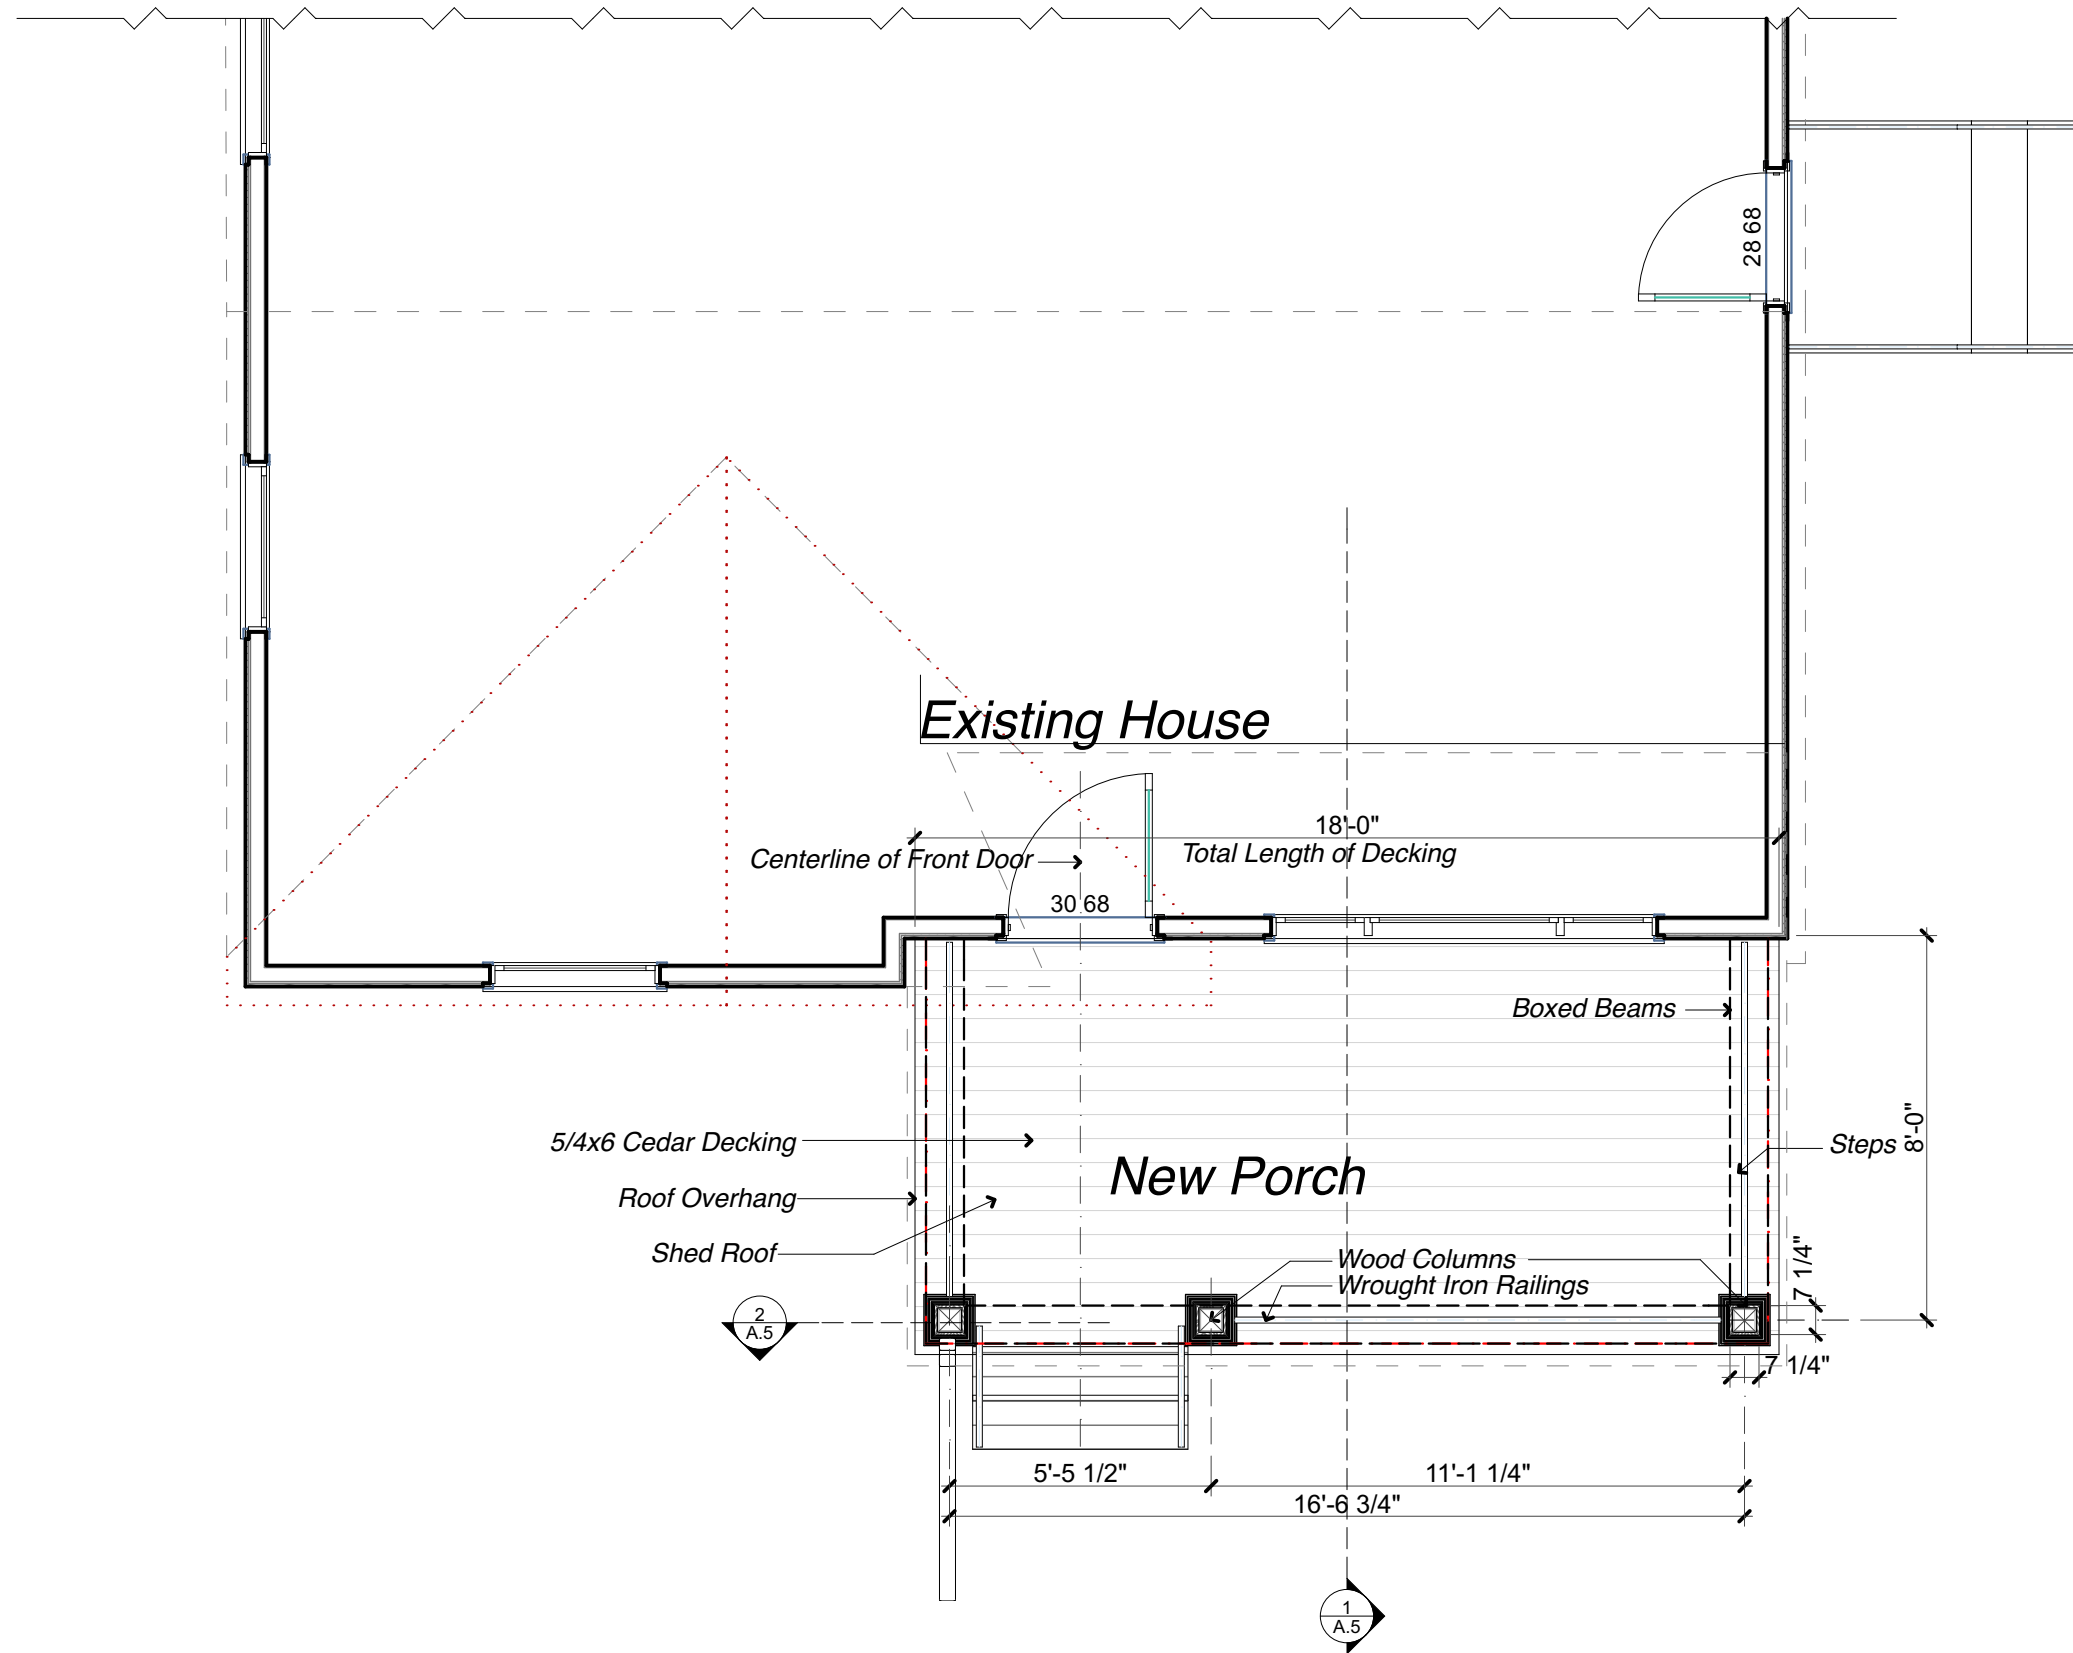 28 68
Existing House
18'-0"
Total Length of Decking
Centerline of Front Door
30 68
Boxed Beams
5/4x6 Cedar Decking
New Porch
Steps
8'-0"
Roof Overhang
Shed Roof
Wood Columns
Wrought Iron Railings
7 1/4"
2
A.5
7 1/4"
5'-5 1/2"
11'-1 1/4"
16'-6 3/4"
1
A.5